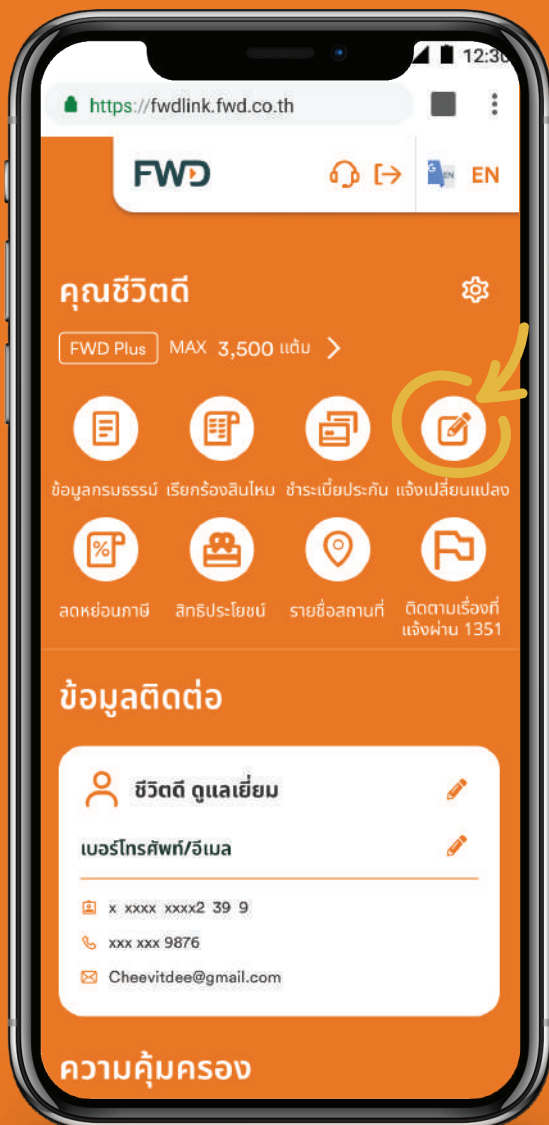 12:30
https://fwdlink.fwd.co.th
FWD EN
คุณชีวิตดี
FWD Plus MAX 3,500 แต้ม
ข้อมูลกรมธรรม์ เรียกร้องสินไหม ชำระเบี้ยประกัน แจ้งเปลี่ยนแปลง
ลดหย่อนภาษี สิทธิประโยชน์ รายชื่อสถานที่ ติดตามเรื่องที่
แจ้งผ่าน 1351
ข้อมูลติดต่อ
ชีวิตดี ดูแลเยี่ยม
เบอร์โทรศัพท์/อีเมล
x xxxx xxxx2 39 9
xxx xxx 9876
Cheevitdee@gmail.com
ความคุ้มครอง